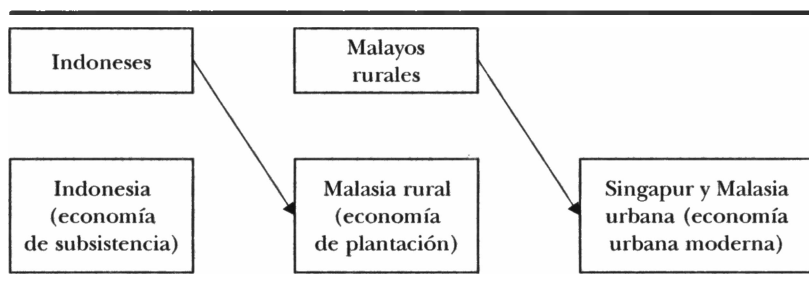 Indoneses
Malayos
rurales
Indonesia
(economía
de subsistencia)
Malasia rural
(economía
de plantación)
Singapur y Malasia
urbana (economía
urbana moderna)